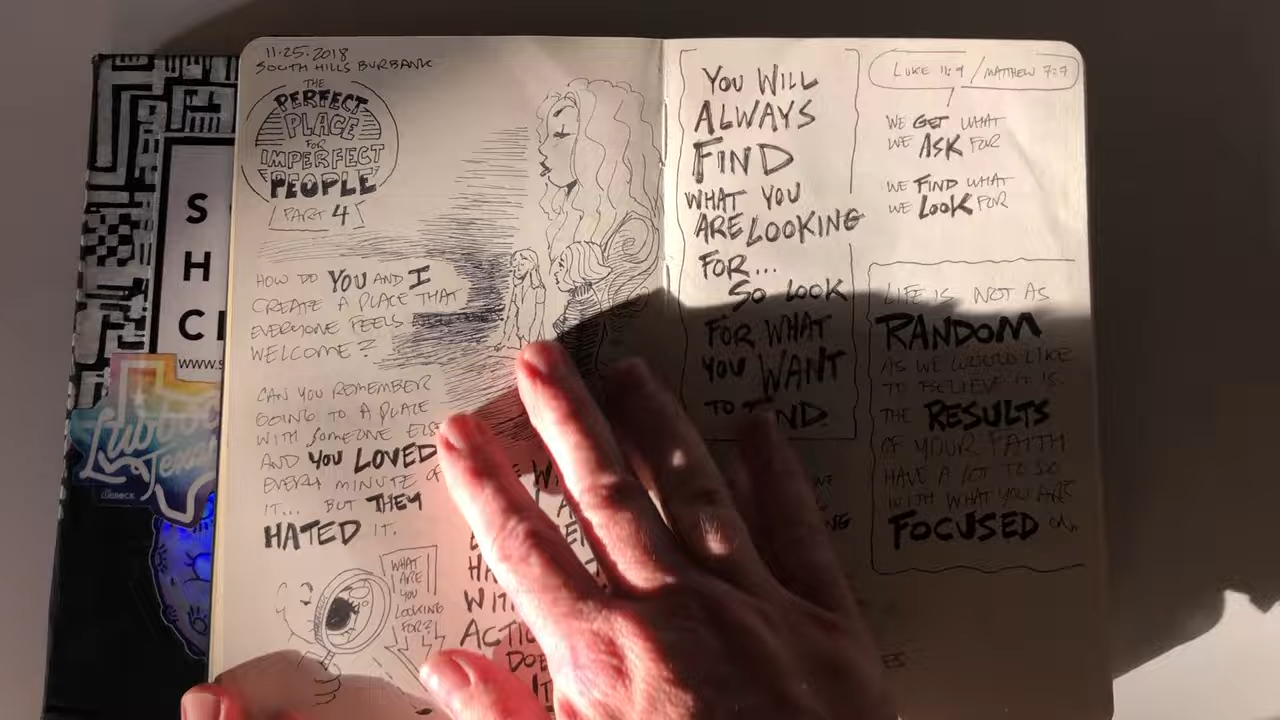 11.25.2018
SOUTH HILLS BURBANK
THE
PERFECT
PLACE
FOR
IMPERFECT
PEOPLE
PART 4
HOW DO YOU AND I
CREATE A PLACE THAT
EVERYONE FEELS
WELCOME?
CAN YOU REMEMBER
GOING TO A PLACE
WITH SOMEONE ELSE
AND YOU LOVED
EVERY MINUTE OF
IT... BUT THEY
HATED IT.
WHAT
ARE
YOU
LOOKING
FOR?
YOU WILL
ALWAYS
FIND
WHAT YOU
ARE LOOKING
FOR...
SO LOOK
FOR WHAT
YOU WANT
TO
LUKE 11:9 / MATTHEW 7:7
WE GET WHAT
WE ASK FOR
WE FIND WHAT
WE LOOK FOR
LIFE IS NOT AS
RANDOM
AS WE WOULD LIKE
TO BELIEVE IT IS.
THE RESULTS
OF YOUR FAITH
HAVE A LOT TO DO
WITH WHAT YOU ARE
FOCUSED ON.
S
H
WWW.S
Lubboc
Texas
LUBBOCK